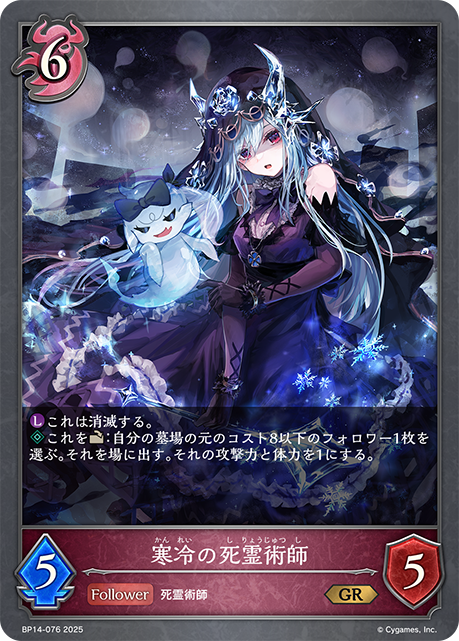 6
L これは消滅する。
これを:自分の墓場の元のコスト8以下のフォロワー1枚を
選ぶ。それを場に出す。それの攻撃力と体力を1にする。
かんれい しりょうじゅつし
寒冷の死霊術師
5
Follower 死霊術師 GR
5
BP14-076 2025 © Cygames, Inc.